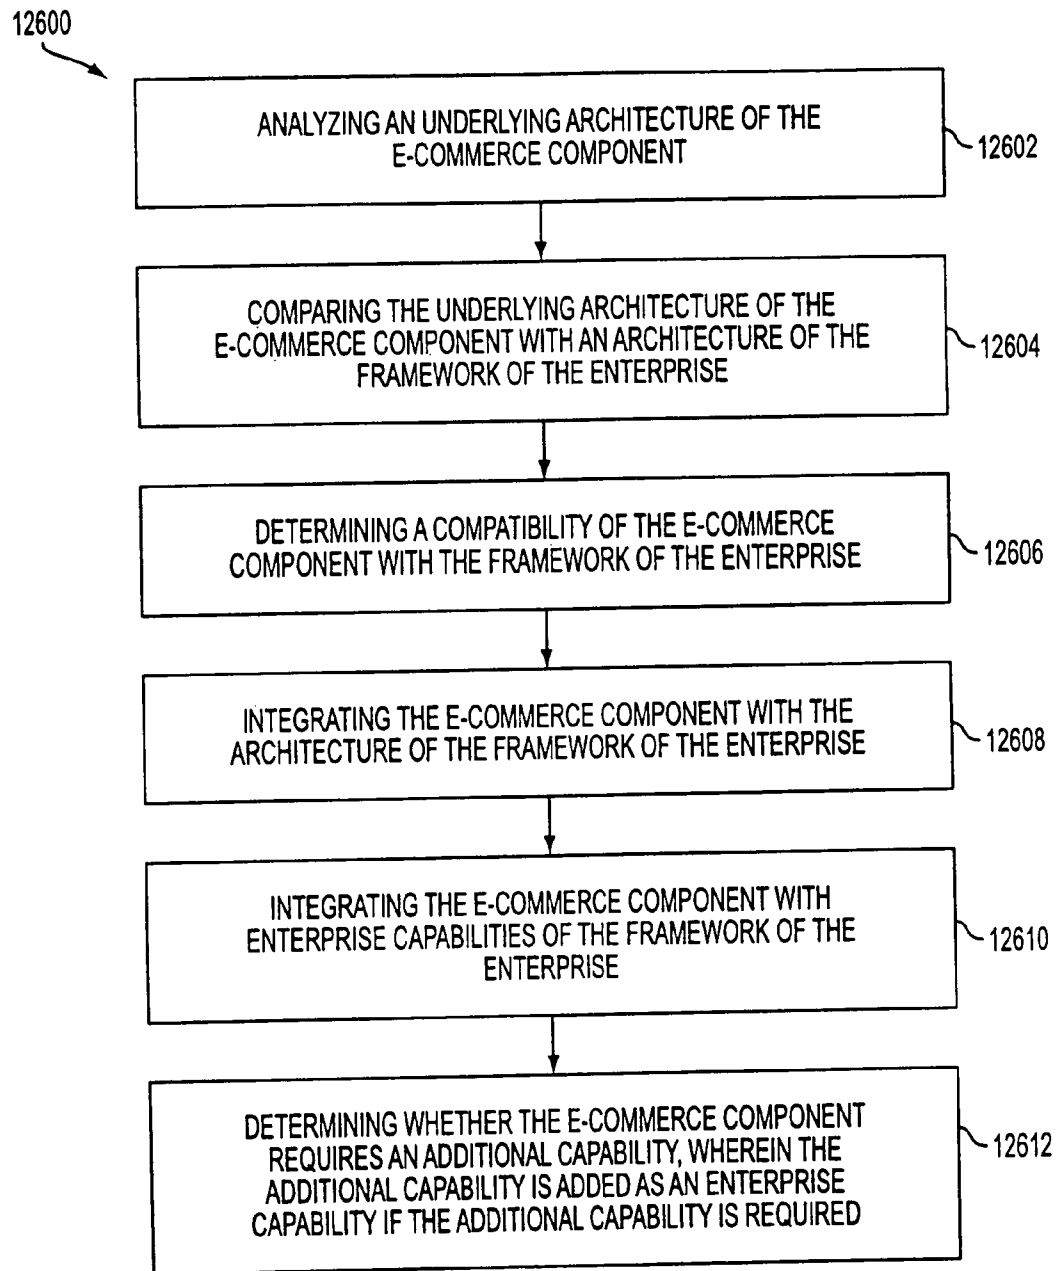 12600
ANALYZING AN UNDERLYING ARCHITECTURE OF THE
E-COMMERCE COMPONENT
12602
COMPARING THE UNDERLYING ARCHITECTURE OF THE
E-COMMERCE COMPONENT WITH AN ARCHITECTURE OF THE
FRAMEWORK OF THE ENTERPRISE
12604
DETERMINING A COMPATIBILITY OF THE E-COMMERCE
COMPONENT WITH THE FRAMEWORK OF THE ENTERPRISE
12606
INTEGRATING THE E-COMMERCE COMPONENT WITH THE
ARCHITECTURE OF THE FRAMEWORK OF THE ENTERPRISE
12608
INTEGRATING THE E-COMMERCE COMPONENT WITH
ENTERPRISE CAPABILITIES OF THE FRAMEWORK OF THE
ENTERPRISE
12610
DETERMINING WHETHER THE E-COMMERCE COMPONENT
REQUIRES AN ADDITIONAL CAPABILITY, WHEREIN THE
ADDITIONAL CAPABILITY IS ADDED AS AN ENTERPRISE
CAPABILITY IF THE ADDITIONAL CAPABILITY IS REQUIRED
12612